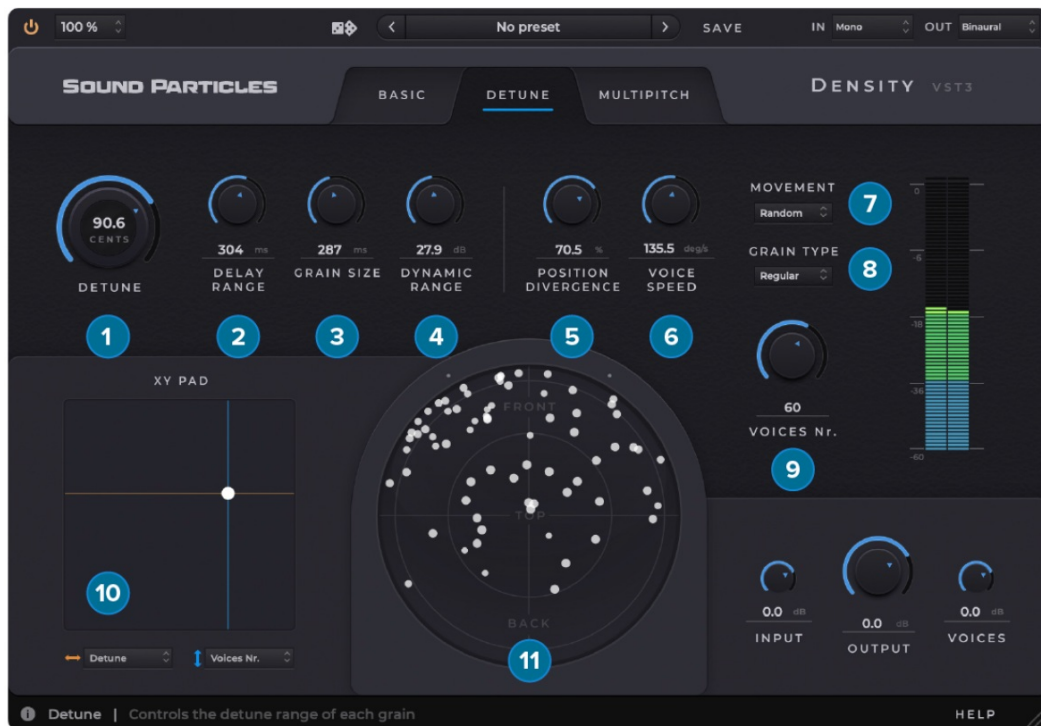 100 %
No preset
SAVE
IN Mono
OUT Binaural
SOUND PARTICLES
BASIC
DETUNE
MULTIPITCH
DENSITY VST3
90.6
CENTS
DETUNE
304 ms
DELAY
RANGE
287 ms
GRAIN SIZE
27.9 dB
DYNAMIC
RANGE
70.5 %
POSITION
DIVERGENCE
135.5 deg/s
VOICE
SPEED
MOVEMENT
Random
7
GRAIN TYPE
Regular
8
0
-6
-18
-36
-60
1
2
3
4
5
6
60
VOICES Nr.
9
XY PAD
10
Detune
Voices Nr.
FRONT
TOP
BACK
11
0.0 dB
INPUT
0.0 dB
OUTPUT
0.0 dB
VOICES
Detune | Controls the detune range of each grain
HELP